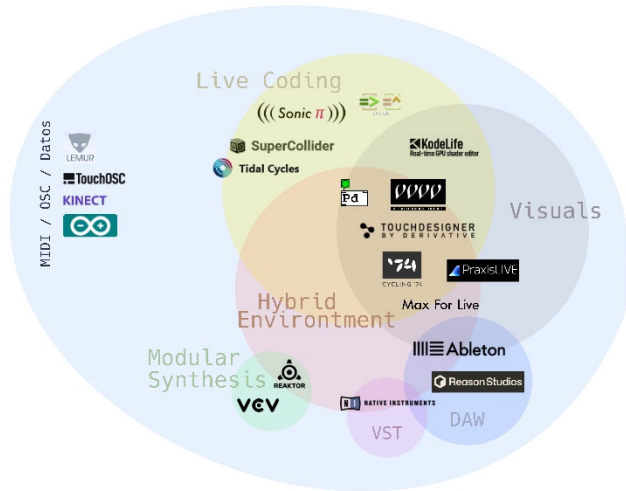 Live Coding
(((Sonic π)))
SuperCollider
Tidal Cycles
KodeLife
Real-time GPU shader editor
MIDI / OSC / Datos
LEMUR
TouchOSC
KINECT
Pd
vvvv
Visuals
TOUCHDESIGNER
BY DERIVATIVE
'74
CYCLING '74
PraxisLIVE
Max For Live
Hybrid
Environtment
Modular
Synthesis
REAKTOR
VCV
Ableton
Reason Studios
NI NATIVE INSTRUMENTS
VST
DAW